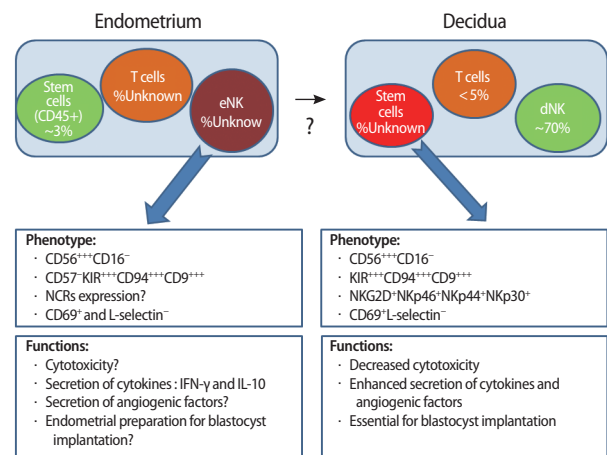 Endometrium
Decidua
Stem
cells
(CD45+)
~3%
T cells
%Unknown
eNK
%Unknow
?
Stem
cells
%Unknown
T cells
<5%
dNK
~70%
Phenotype:
· CD56⁺⁺⁺CD16⁻
· CD57⁻KIR⁺⁺⁺CD94⁺⁺⁺CD9⁺⁺⁺
· NCRs expression?
· CD69⁺ and L-selectin⁻
Phenotype:
· CD56⁺⁺⁺CD16⁻
· KIR⁺⁺⁺CD94⁺⁺⁺CD9⁺⁺⁺
· NKG2D⁺NKp46⁺NKp44⁺NKp30⁺
· CD69⁺L-selectin⁻
Functions:
· Cytotoxicity?
· Secretion of cytokines : IFN-γ and IL-10
· Secretion of angiogenic factors?
· Endometrial preparation for blastocyst
implantation?
Functions:
· Decreased cytotoxicity
· Enhanced secretion of cytokines and
angiogenic factors
· Essential for blastocyst implantation